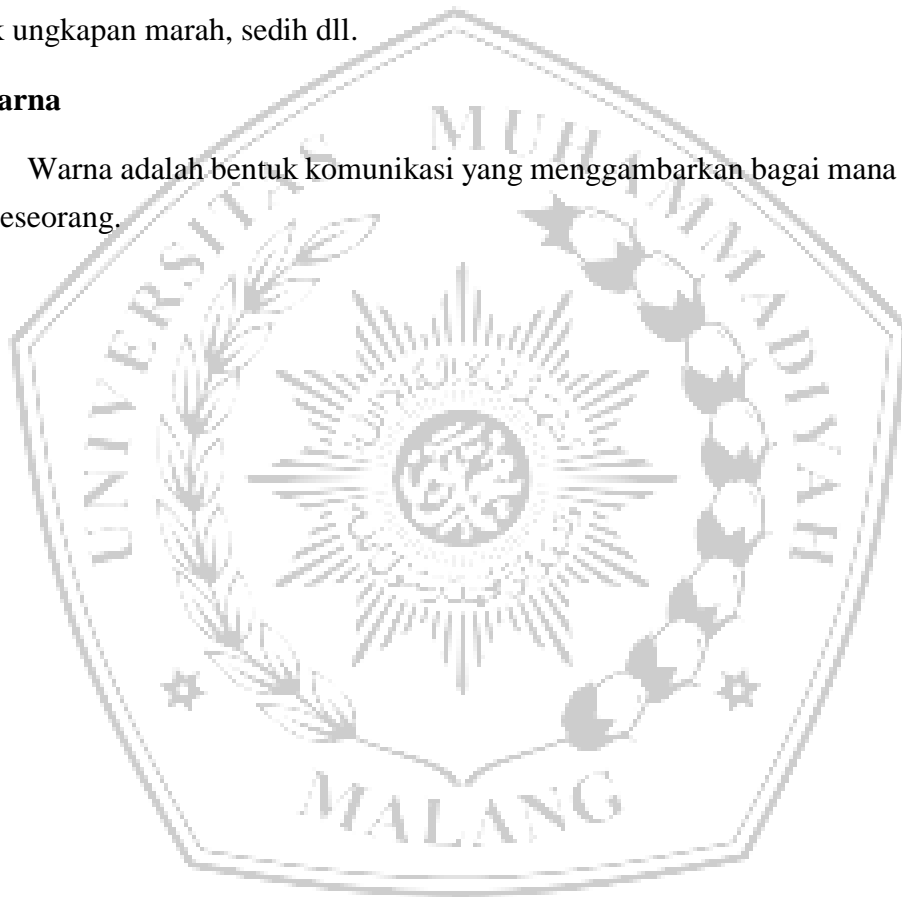 k ungkapan marah, sedih dll.
arna
Warna adalah bentuk komunikasi yang menggambarkan bagai mana
eseorang.
UNIVERSITAS MUHAMMADIYAH
MALANG